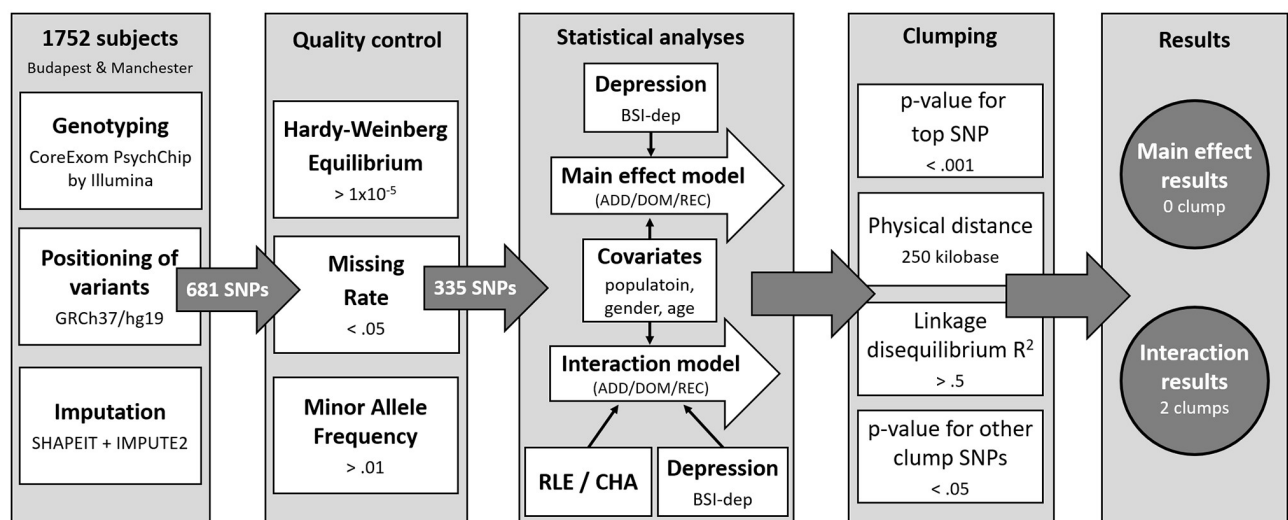 1752 subjects
Budapest & Manchester
Genotyping
CoreExom PsychChip
by Illumina
Positioning of
variants
GRCh37/hg19
Imputation
SHAPEIT + IMPUTE2
681 SNPs
Quality control
Hardy-Weinberg
Equilibrium
> 1x10⁻⁵
Missing
Rate
< .05
Minor Allele
Frequency
> .01
335 SNPs
Statistical analyses
Depression
BSI-dep
Main effect model
(ADD/DOM/REC)
Covariates
populatoin,
gender, age
Interaction model
(ADD/DOM/REC)
RLE / CHA
Depression
BSI-dep
Clumping
p-value for
top SNP
< .001
Physical distance
250 kilobase
Linkage
disequilibrium R²
> .5
p-value for other
clump SNPs
< .05
Results
Main effect
results
0 clump
Interaction
results
2 clumps